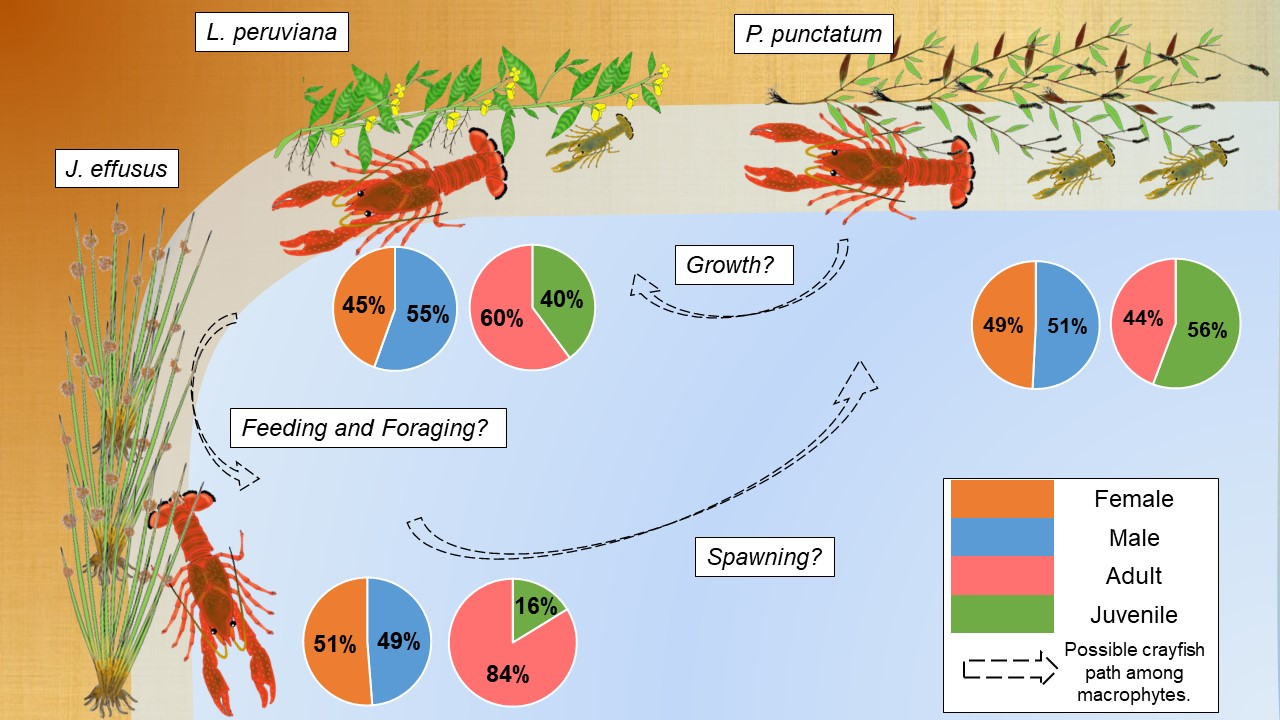 L. peruviana
P. punctatum
J. effusus
Growth?
45%
55%
60%
40%
49%
51%
44%
56%
Feeding and Foraging?
Spawning?
51%
49%
16%
84%
Female
Male
Adult
Juvenile
Possible crayfish
path among
macrophytes.